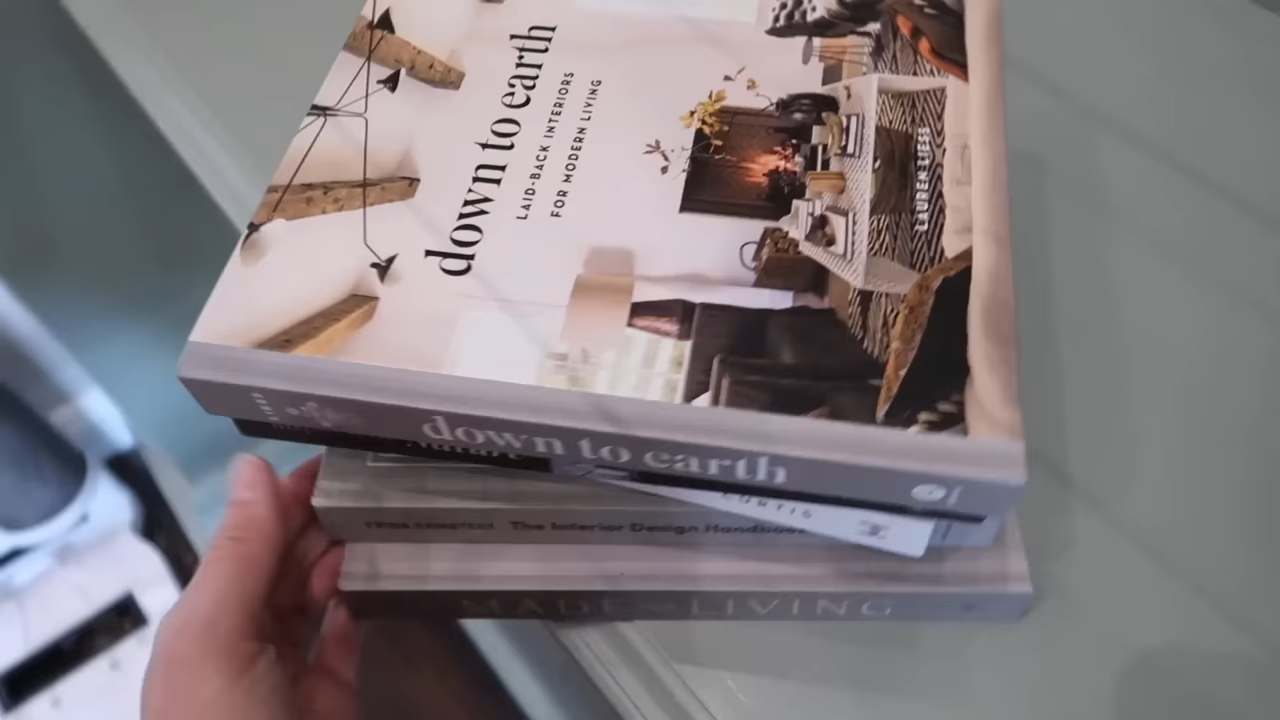 down to earth
LAID-BACK INTERIORS
FOR MODERN LIVING
LAUREN LIESS
down to earth
CURTIS
The Interior Design Handbook
MADE LIVING